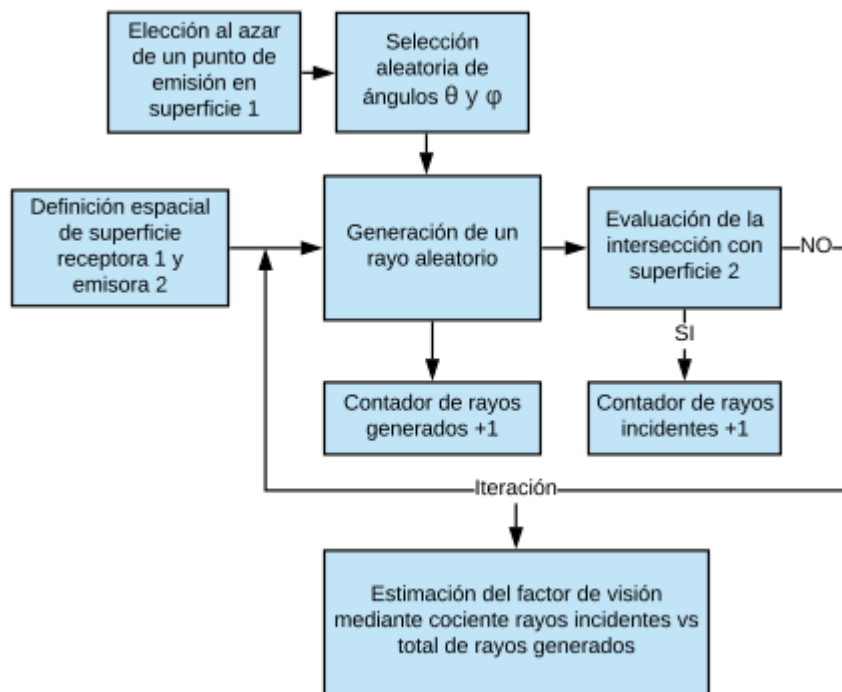 Elección al azar
de un punto de
emisión en
superficie 1
Selección
aleatoria de
ángulos θ y φ
Definición espacial
de superficie
receptora 1 y
emisora 2
Generación de un
rayo aleatorio
Evaluación de la
intersección con
superficie 2
NO
SI
Contador de rayos
generados +1
Contador de rayos
incidentes +1
Iteración
Estimación del factor de visión
mediante cociente rayos incidentes vs
total de rayos generados